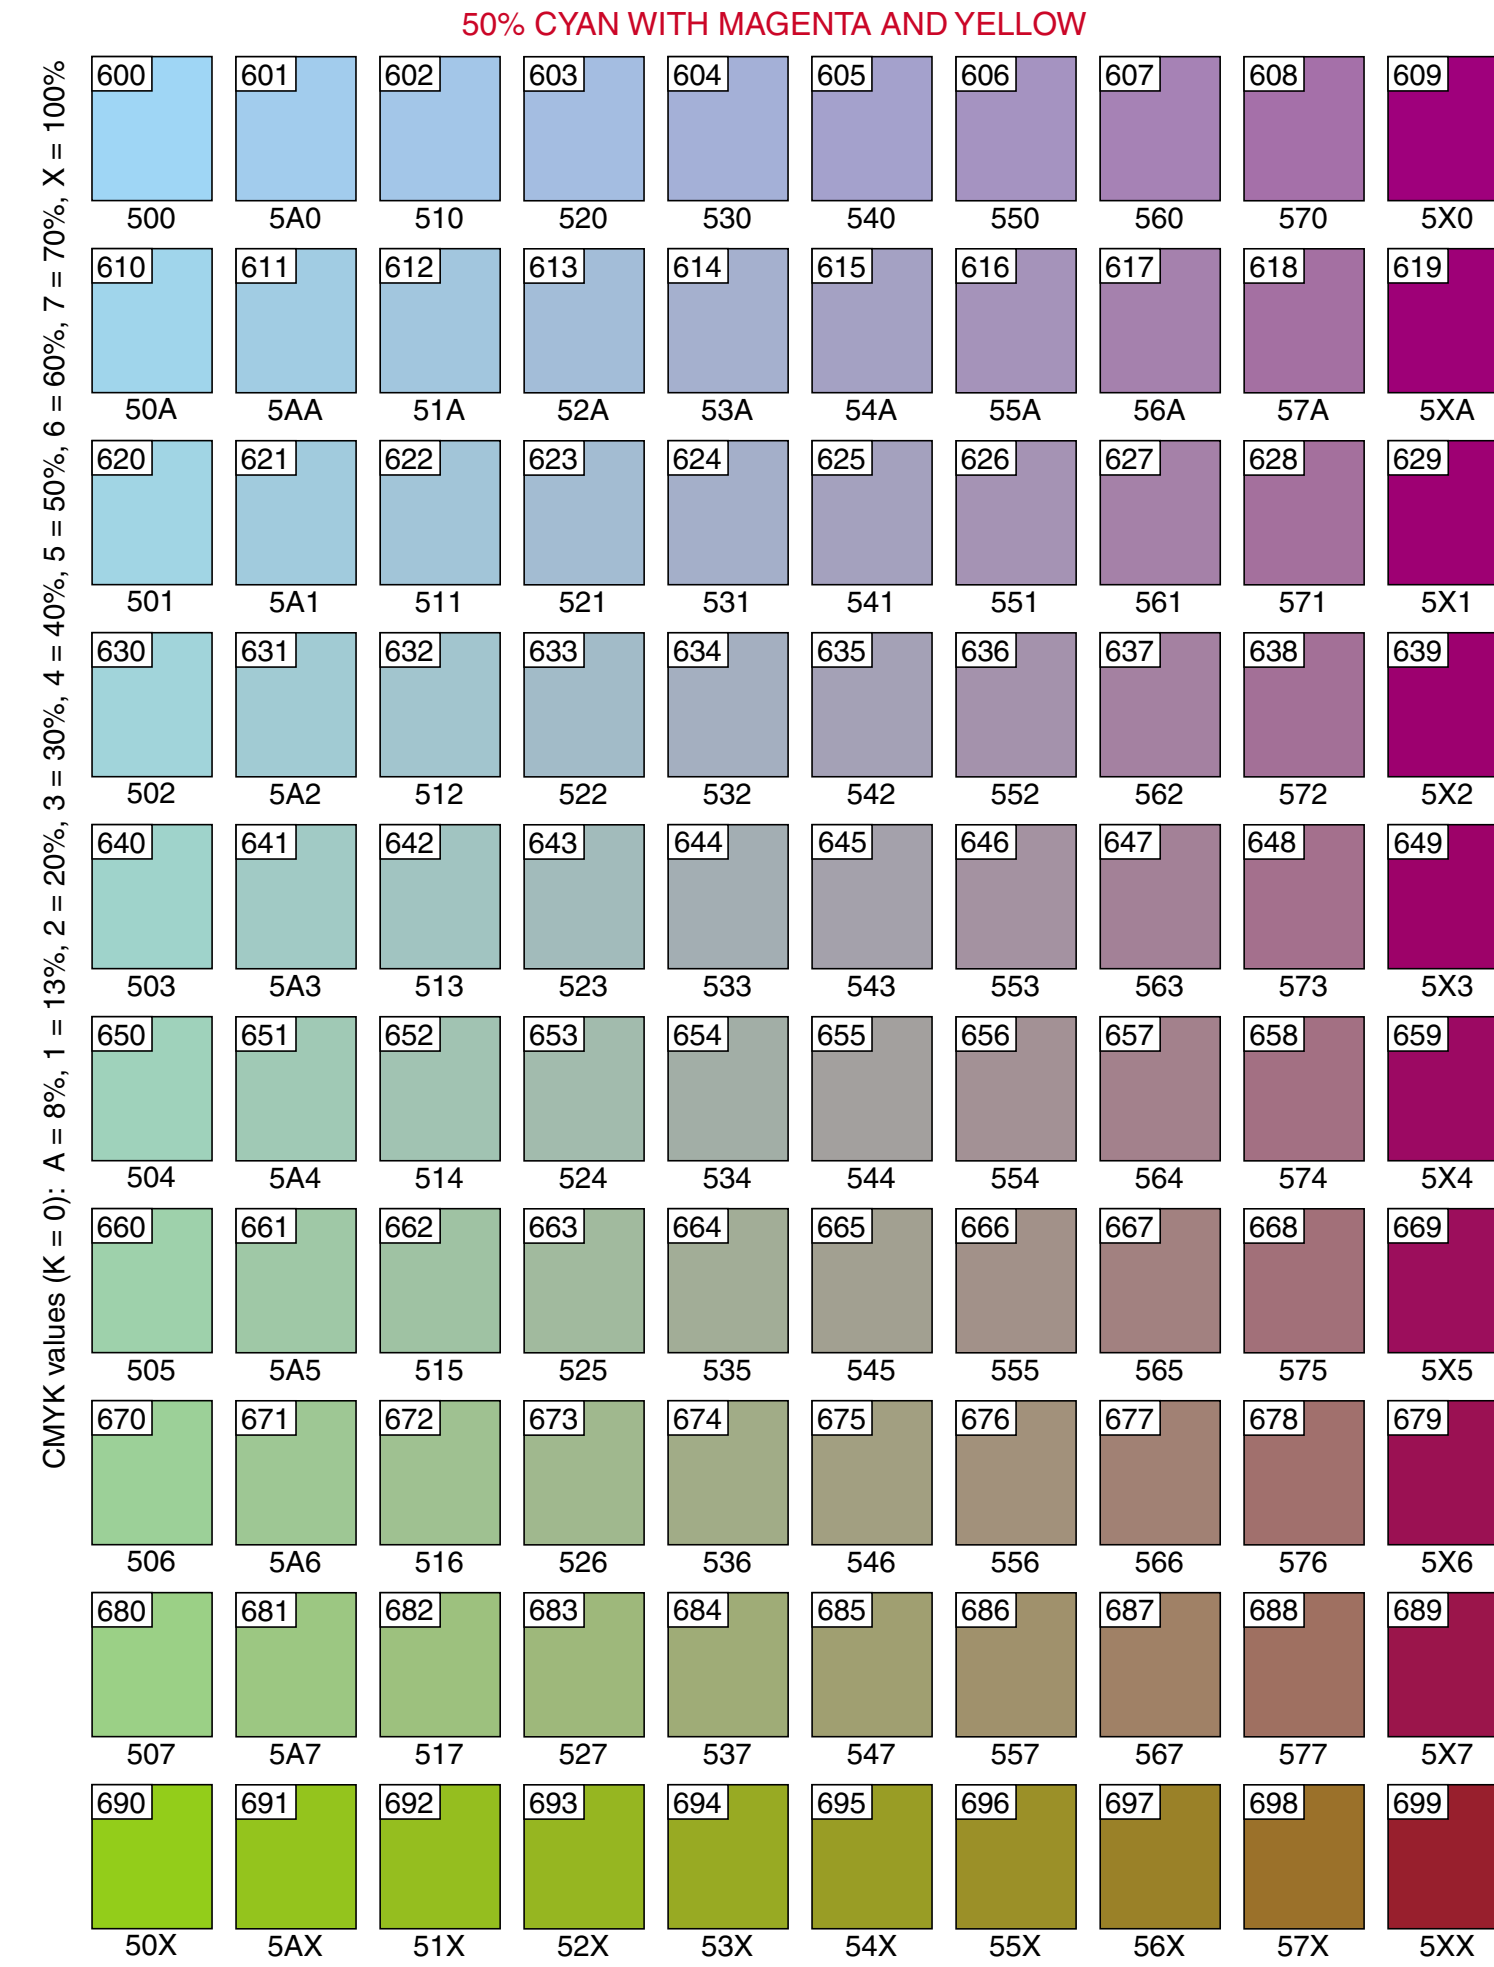 50% CYAN WITH MAGENTA AND YELLOW
CMYK values (K = 0):  A = 8%, 1 = 13%, 2 = 20%, 3 = 30%, 4 = 40%, 5 = 50%, 6 = 60%, 7 = 70%, X = 100%
600 601 602 603 604 605 606 607 608 609
500 5A0 510 520 530 540 550 560 570 5X0
610 611 612 613 614 615 616 617 618 619
50A 5AA 51A 52A 53A 54A 55A 56A 57A 5XA
620 621 622 623 624 625 626 627 628 629
501 5A1 511 521 531 541 551 561 571 5X1
630 631 632 633 634 635 636 637 638 639
502 5A2 512 522 532 542 552 562 572 5X2
640 641 642 643 644 645 646 647 648 649
503 5A3 513 523 533 543 553 563 573 5X3
650 651 652 653 654 655 656 657 658 659
504 5A4 514 524 534 544 554 564 574 5X4
660 661 662 663 664 665 666 667 668 669
505 5A5 515 525 535 545 555 565 575 5X5
670 671 672 673 674 675 676 677 678 679
506 5A6 516 526 536 546 556 566 576 5X6
680 681 682 683 684 685 686 687 688 689
507 5A7 517 527 537 547 557 567 577 5X7
690 691 692 693 694 695 696 697 698 699
50X 5AX 51X 52X 53X 54X 55X 56X 57X 5XX